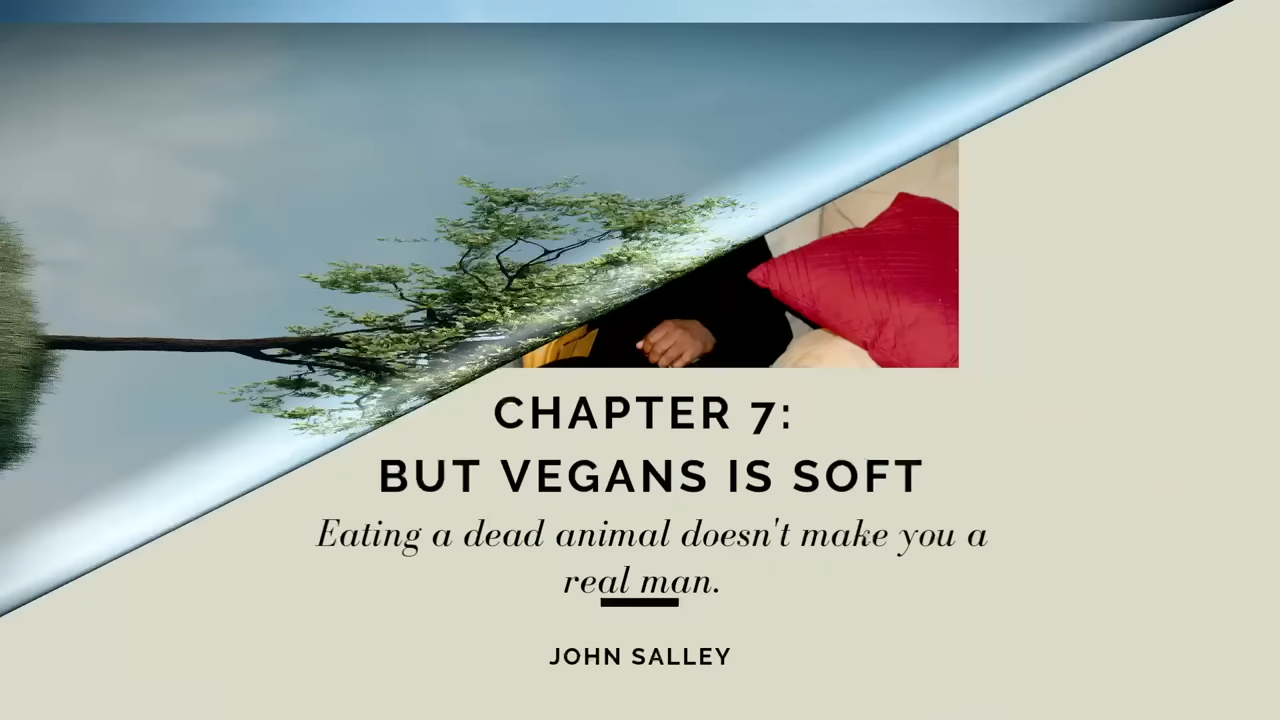 CHAPTER 7:
BUT VEGANS IS SOFT
Eating a dead animal doesn't make you a
real man.
JOHN SALLEY